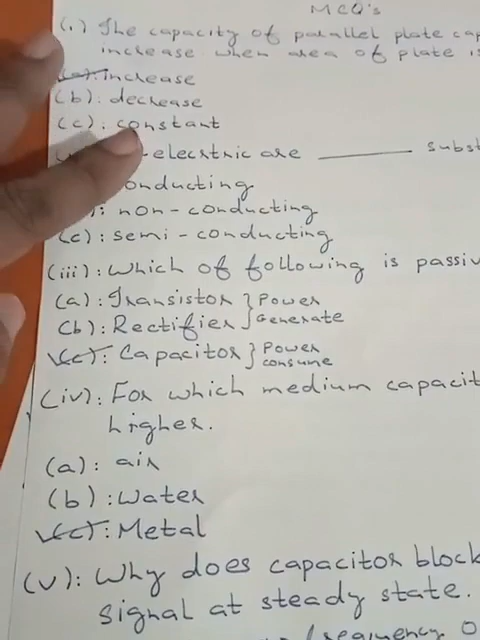 MCQ's
(i): The capacity of parallel plate cap
increase when area of plate i
(a): increase
(b): decrease
(c): constant
-elecstric are ________ subst
onducting
: non-conducting
(c): semi-conducting
(iii): Which of following is passiv
(a): Transistor } Power
(b): Rectifier } Generate
(c): Capacitor } Power consume
(iv): For which medium capacit
higher.
(a): air
(b): Water
(c): Metal
(v): Why does capacitor block
signal at steady state.
(frequency